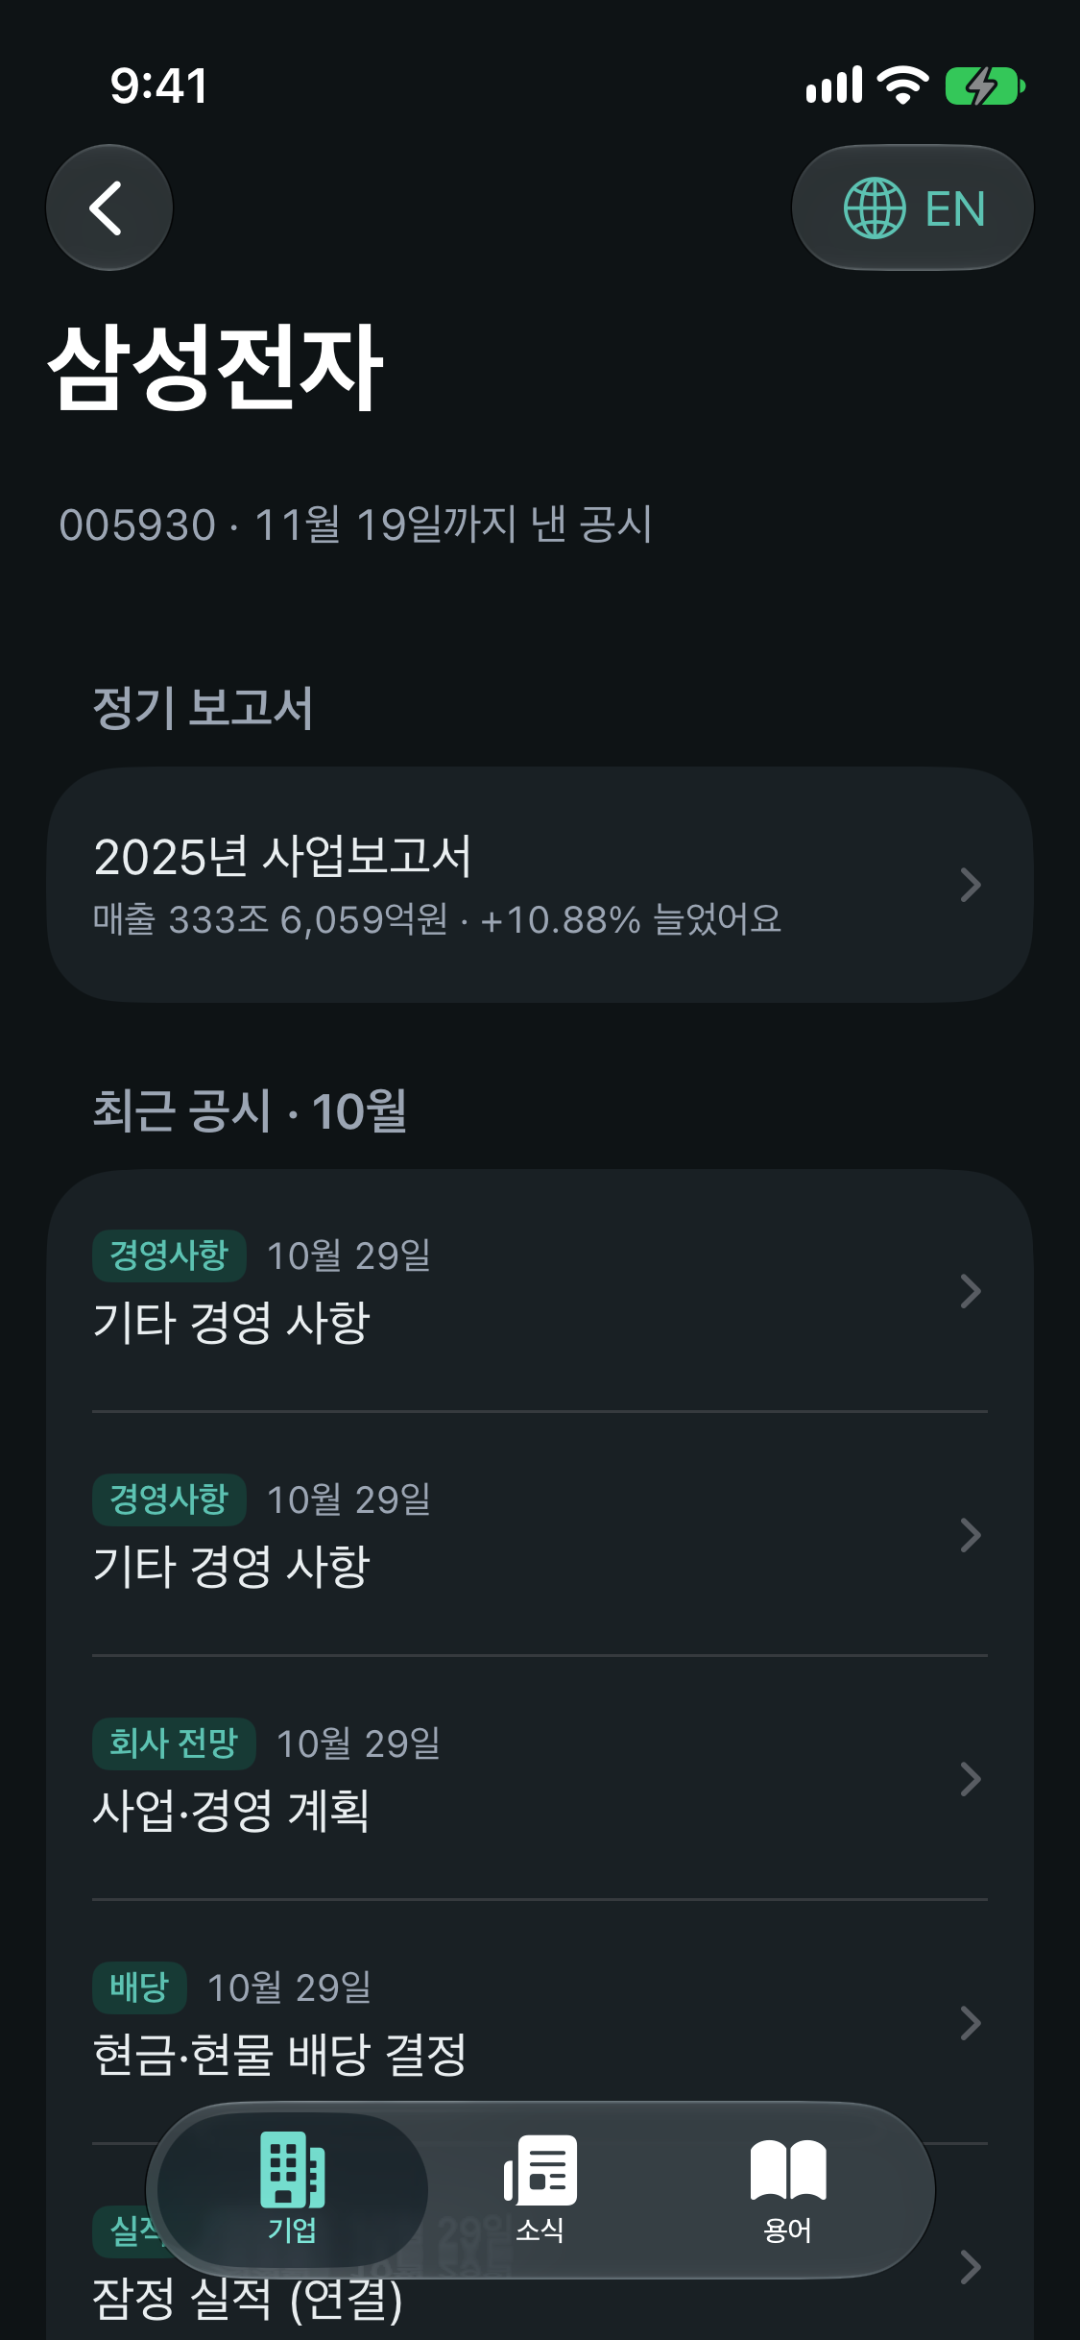 9:41
EN
삼성전자
005930 · 11월 19일까지 낸 공시
정기 보고서
2025년 사업보고서
매출 333조 6,059억원 · +10.88% 늘었어요
최근 공시 · 10월
경영사항 10월 29일
기타 경영 사항
경영사항 10월 29일
기타 경영 사항
회사 전망 10월 29일
사업·경영 계획
배당 10월 29일
현금·현물 배당 결정
실적
잠정 실적 (연결)
기업
소식
용어